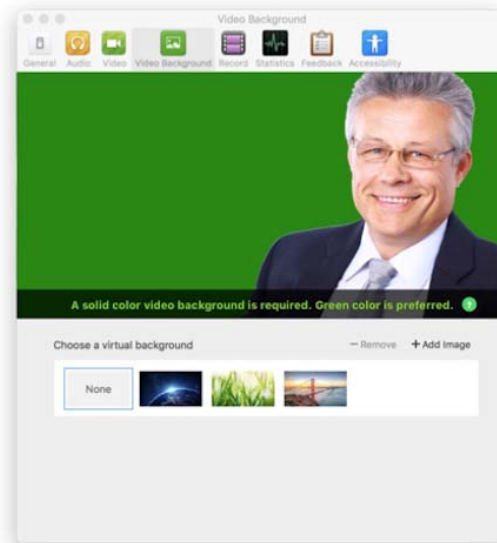 Video Background
General Audio Video Video Background Record Statistics Feedback Accessibility
A solid color video background is required. Green color is preferred. ?
Choose a virtual background − Remove + Add Image
None